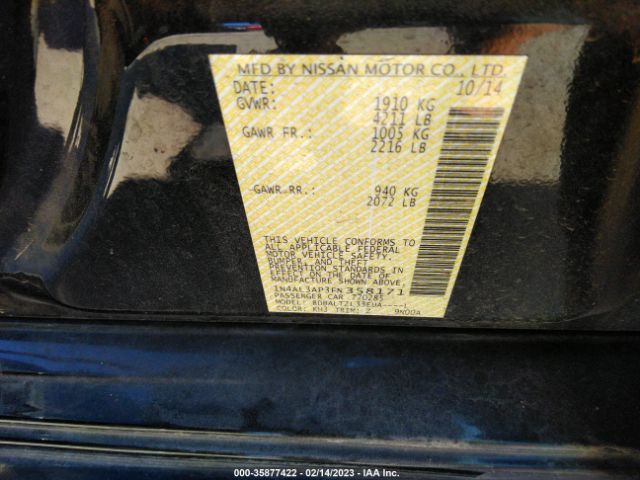 MFD BY NISSAN MOTOR CO., LTD.
DATE: 10/14
GVWR: 1910 KG
4211 LB
GAWR FR.: 1005 KG
2216 LB
GAWR RR.: 940 KG
2072 LB
THIS VEHICLE CONFORMS TO
ALL APPLICABLE FEDERAL
MOTOR VEHICLE SAFETY,
BUMPER, AND THEFT
PREVENTION STANDARDS
IN EFFECT ON THE DATE OF
MANUFACTURE SHOWN ABOVE.
1N4AL3AP3FN358171
PASSENGER CAR
MODEL:
COLOR: KH3 TRIM: Z 9N00A
000-35877422 - 02/14/2023 - IAA Inc.